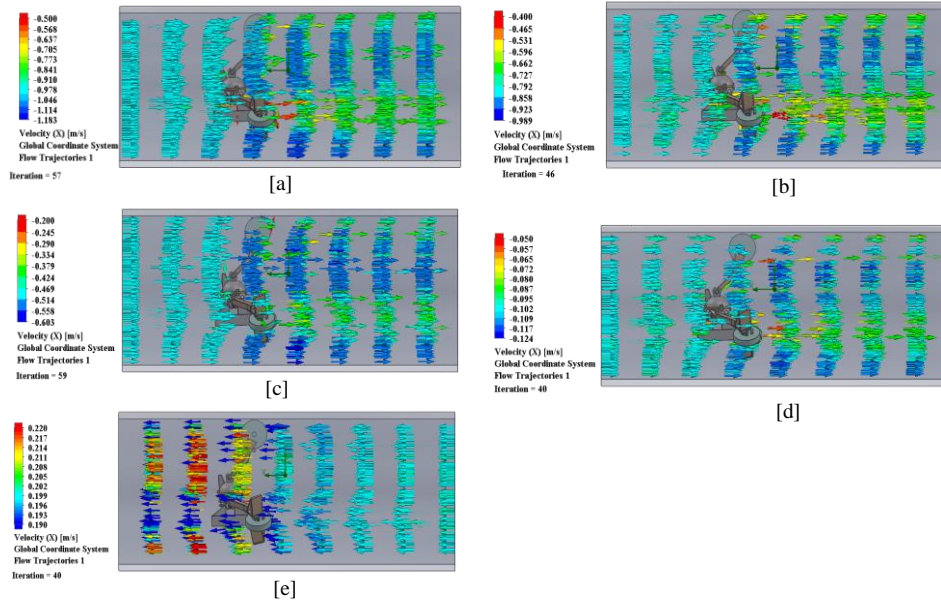 -0.500
-0.568
-0.637
-0.705
-0.773
-0.841
-0.910
-0.978
-1.046
-1.114
-1.183
Velocity (X) [m/s]
Global Coordinate System
Flow Trajectories 1
Iteration = 57
[a]
-0.400
-0.465
-0.531
-0.596
-0.662
-0.727
-0.792
-0.858
-0.923
-0.989
Velocity (X) [m/s]
Global Coordinate System
Flow Trajectories 1
Iteration = 46
[b]
-0.200
-0.245
-0.290
-0.334
-0.379
-0.424
-0.469
-0.514
-0.558
-0.603
Velocity (X) [m/s]
Global Coordinate System
Flow Trajectories 1
Iteration = 59
[c]
-0.050
-0.057
-0.065
-0.072
-0.080
-0.087
-0.095
-0.102
-0.109
-0.117
-0.124
Velocity (X) [m/s]
Global Coordinate System
Flow Trajectories 1
Iteration = 40
[d]
0.220
0.217
0.214
0.211
0.208
0.205
0.202
0.199
0.196
0.193
0.190
Velocity (X) [m/s]
Global Coordinate System
Flow Trajectories 1
Iteration = 40
[e]